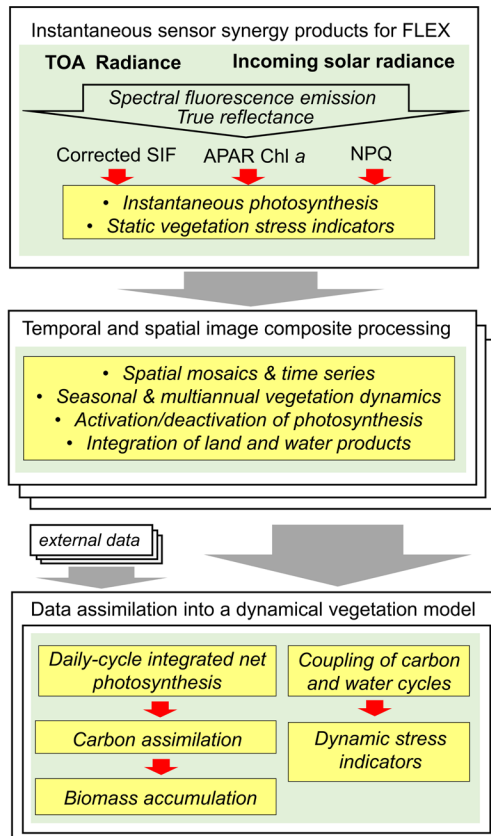 Instantaneous sensor synergy products for FLEX
TOA Radiance Incoming solar radiance
Spectral fluorescence emission
True reflectance
Corrected SIF APAR Chl a NPQ
• Instantaneous photosynthesis
• Static vegetation stress indicators
Temporal and spatial image composite processing
• Spatial mosaics & time series
• Seasonal & multiannual vegetation dynamics
• Activation/deactivation of photosynthesis
• Integration of land and water products
external data
Data assimilation into a dynamical vegetation model
Daily-cycle integrated net
photosynthesis
Carbon assimilation
Biomass accumulation
Coupling of carbon
and water cycles
Dynamic stress
indicators